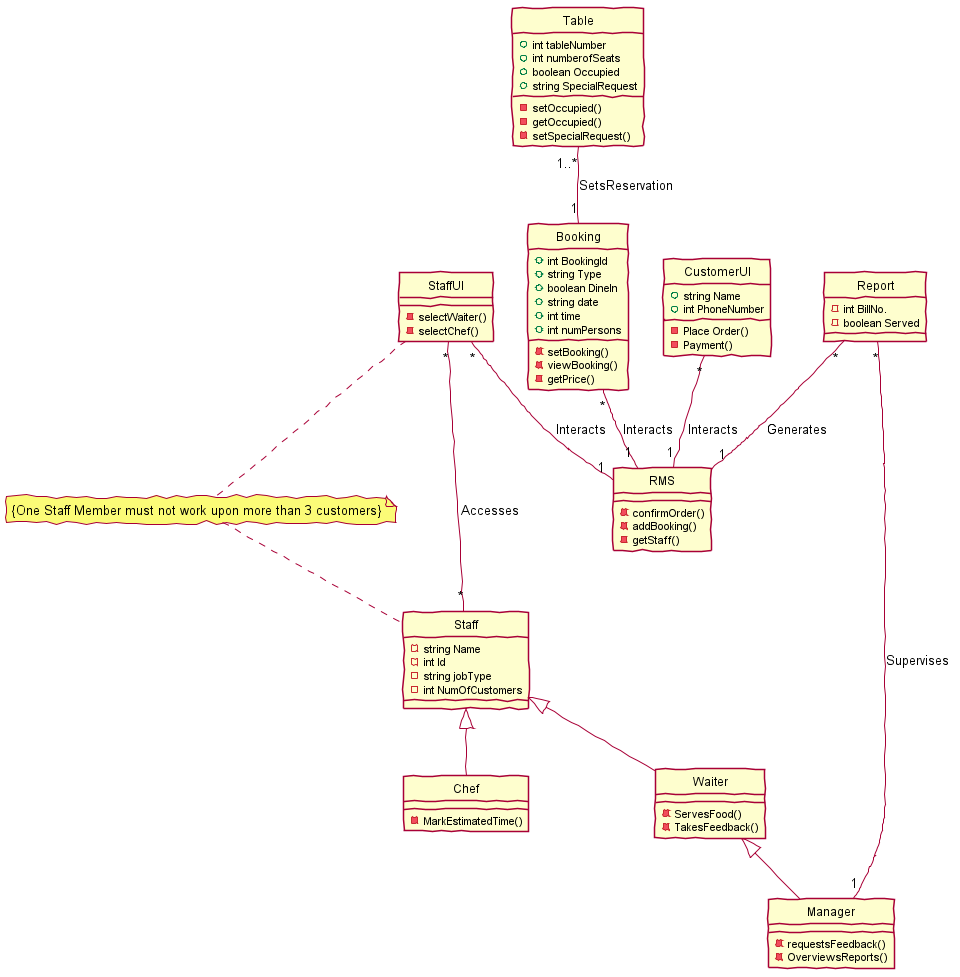 Table
int tableNumber
int numberofSeats
boolean Occupied
string SpecialRequest
setOccupied()
getOccupied()
setSpecialRequest()
1..*
SetsReservation
1
Booking
int BookingId
string Type
boolean DineIn
string date
int time
int numPersons
setBooking()
viewBooking()
getPrice()
CustomerUI
string Name
int PhoneNumber
Place Order()
Payment()
StaffUI
selectWaiter()
selectChef()
Report
int BillNo.
boolean Served
* * * * * *
Interacts Interacts Interacts Generates
1 1 1 1
RMS
confirmOrder()
addBooking()
getStaff()
{One Staff Member must not work upon more than 3 customers}
Accesses
*
Staff
string Name
int Id
string jobType
int NumOfCustomers
Supervises
Chef
MarkEstimatedTime()
Waiter
ServesFood()
TakesFeedback()
1
Manager
requestsFeedback()
OverviewsReports()